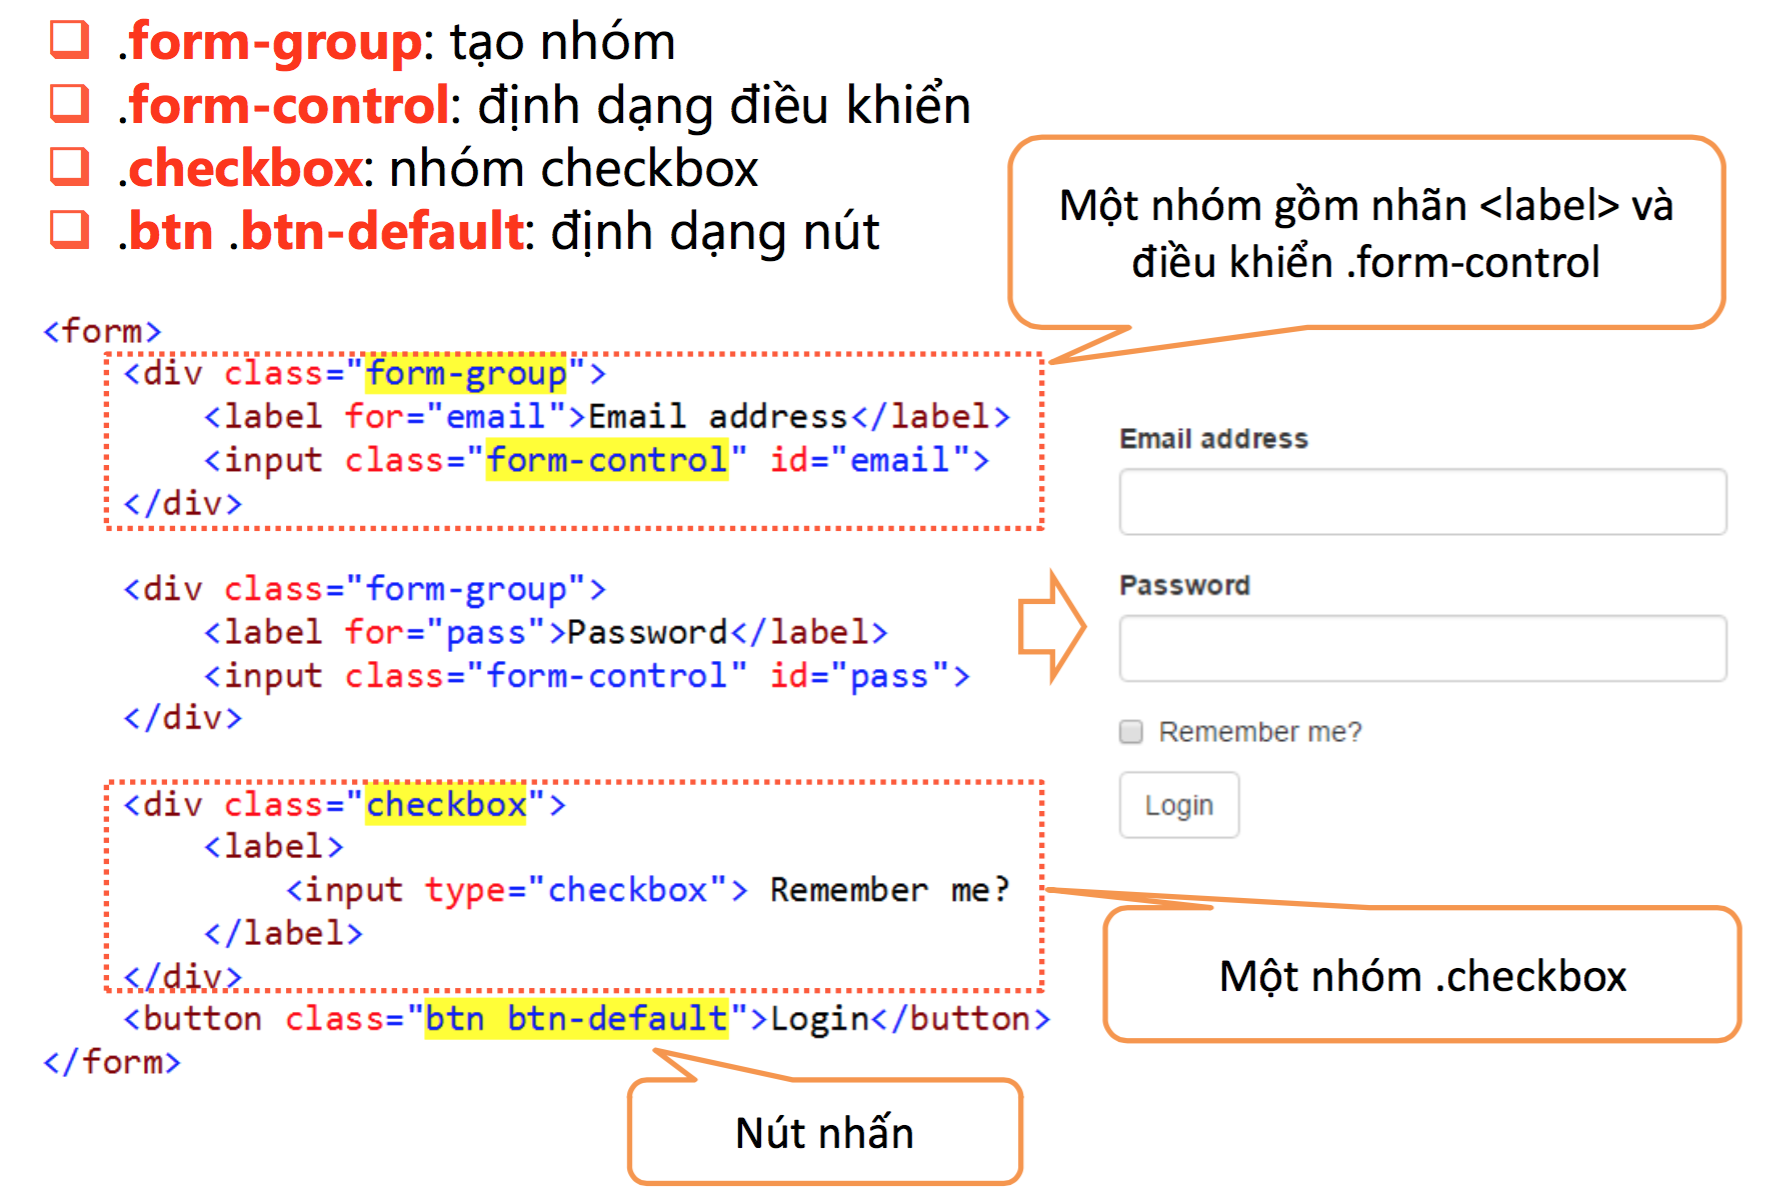 .form-group: tạo nhóm
.form-control: định dạng điều khiển
.checkbox: nhóm checkbox
.btn .btn-default: định dạng nút
Một nhóm gồm nhãn <label> và
điều khiển .form-control
<form>
<div class="form-group">
<label for="email">Email address</label>
<input class="form-control" id="email">
</div>
<div class="form-group">
<label for="pass">Password</label>
<input class="form-control" id="pass">
</div>
<div class="checkbox">
<label>
<input type="checkbox"> Remember me?
</label>
</div>
<button class="btn btn-default">Login</button>
</form>
Email address
Password
Remember me?
Login
Một nhóm .checkbox
Nút nhấn